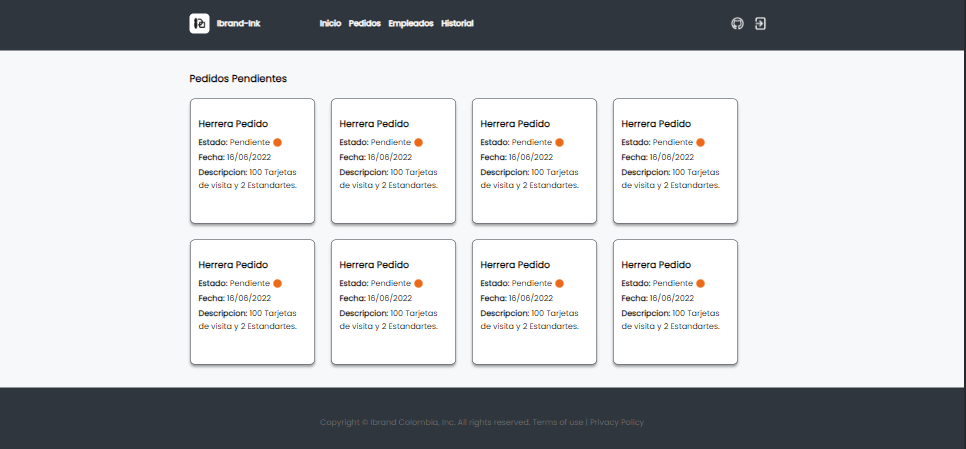 Ibrand-Ink
Inicio Pedidos Empleados Historial
Pedidos Pendientes
Herrera Pedido
Estado: Pendiente
Fecha: 16/06/2022
Descripcion: 100 Tarjetas
de visita y 2 Estandartes.
Herrera Pedido
Estado: Pendiente
Fecha: 16/06/2022
Descripcion: 100 Tarjetas
de visita y 2 Estandartes.
Herrera Pedido
Estado: Pendiente
Fecha: 16/06/2022
Descripcion: 100 Tarjetas
de visita y 2 Estandartes.
Herrera Pedido
Estado: Pendiente
Fecha: 16/06/2022
Descripcion: 100 Tarjetas
de visita y 2 Estandartes.
Herrera Pedido
Estado: Pendiente
Fecha: 16/06/2022
Descripcion: 100 Tarjetas
de visita y 2 Estandartes.
Herrera Pedido
Estado: Pendiente
Fecha: 16/06/2022
Descripcion: 100 Tarjetas
de visita y 2 Estandartes.
Herrera Pedido
Estado: Pendiente
Fecha: 16/06/2022
Descripcion: 100 Tarjetas
de visita y 2 Estandartes.
Herrera Pedido
Estado: Pendiente
Fecha: 16/06/2022
Descripcion: 100 Tarjetas
de visita y 2 Estandartes.
Copyright © Ibrand Colombia, Inc. All rights reserved. Terms of use | Privacy Policy